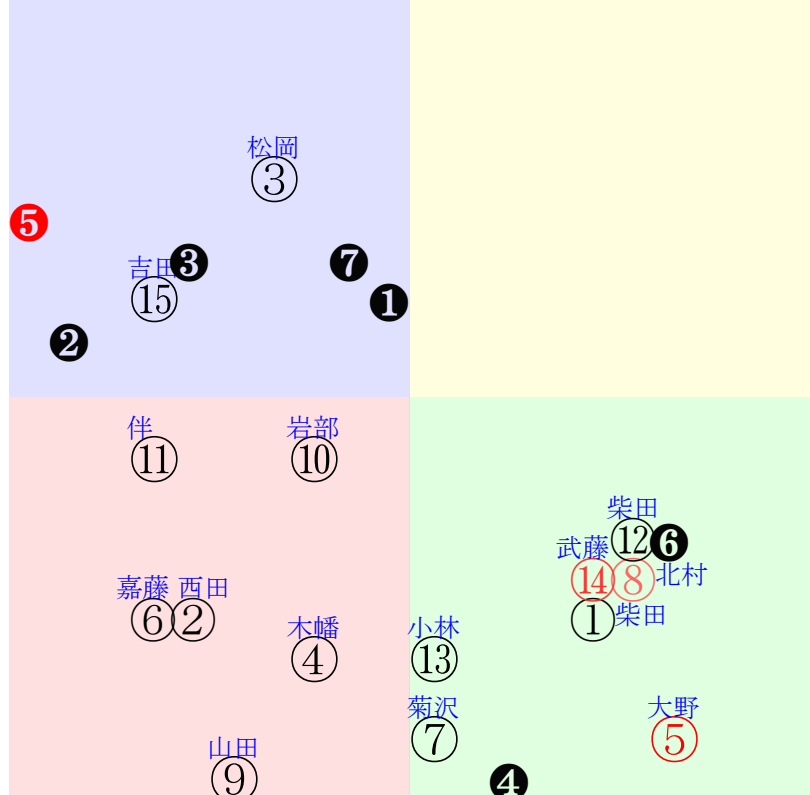 松岡
③
❺
吉田
❸
❼
⑮
❶
❷
伴
岩部
⑪
⑩
柴田
⑫
❻
武藤
⑭
⑧
北村
嘉藤
西田
⑥
②
①
柴田
木幡
小林
④
⑬
菊沢
大野
⑦
⑤
山田
⑨
❹